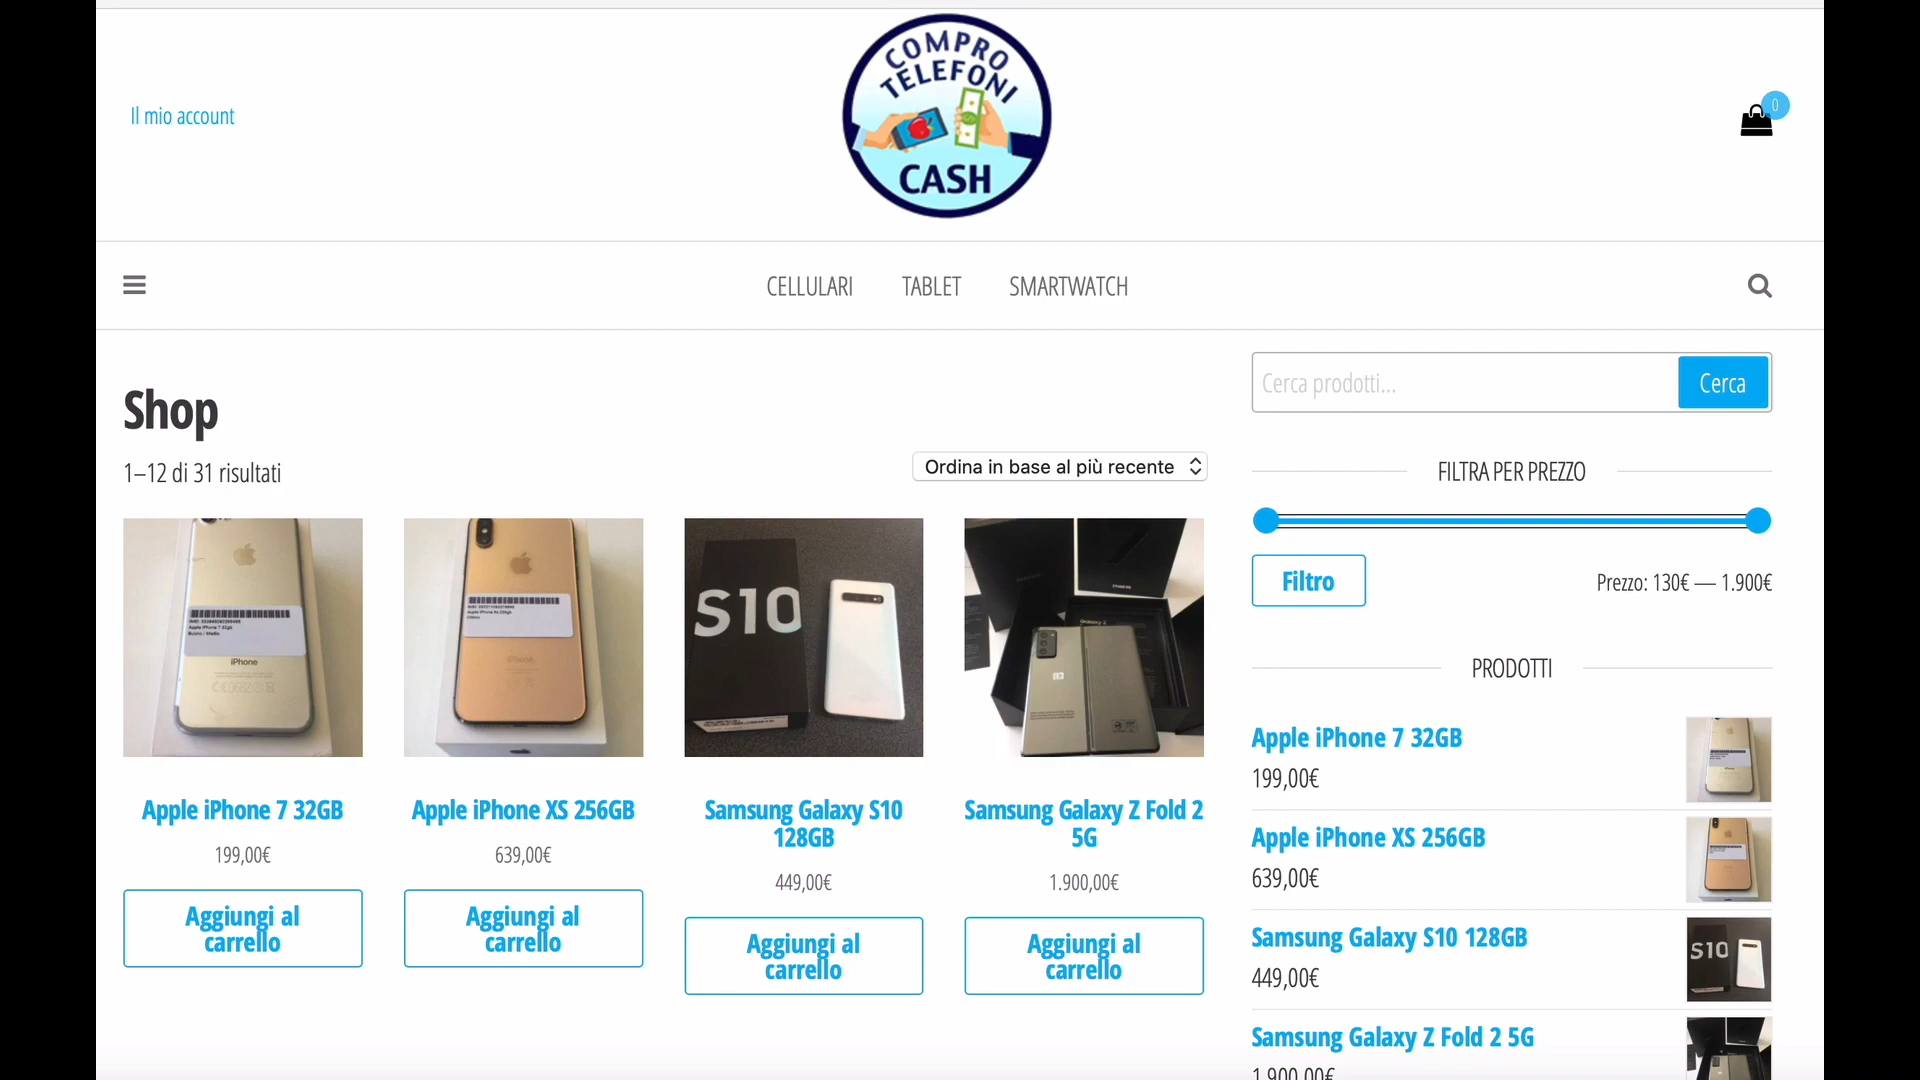 COMPRO
TELEFONI
CASH
Il mio account
0
CELLULARI
TABLET
SMARTWATCH
Cerca prodotti...
Cerca
Shop
1–12 di 31 risultati
Ordina in base al più recente
FILTRA PER PREZZO
Filtro
Prezzo: 130€ — 1.900€
PRODOTTI
iPhone
S10
Apple iPhone 7 32GB
199,00€
Aggiungi al
carrello
Apple iPhone XS 256GB
639,00€
Aggiungi al
carrello
Samsung Galaxy S10
128GB
449,00€
Aggiungi al
carrello
Samsung Galaxy Z Fold 2
5G
1.900,00€
Aggiungi al
carrello
Apple iPhone 7 32GB
199,00€
Apple iPhone XS 256GB
639,00€
Samsung Galaxy S10 128GB
449,00€
S10
Samsung Galaxy Z Fold 2 5G
1.900,00€